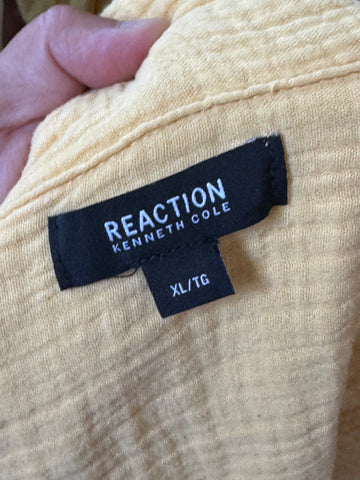 REACTION
KENNETH COLE
XL/TG